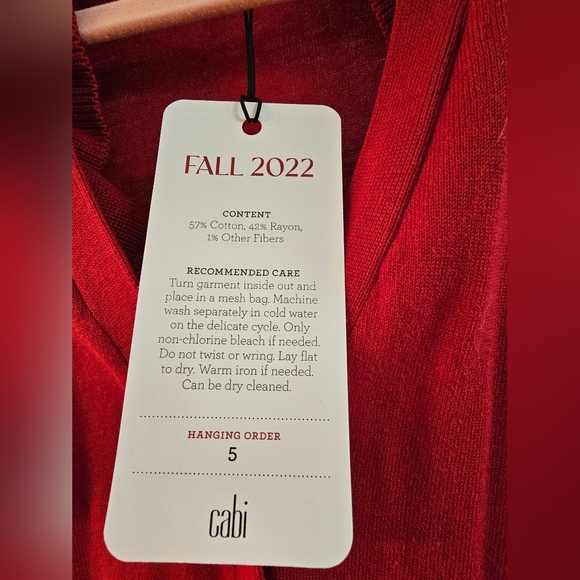 FALL 2022
CONTENT
57% Cotton, 42% Rayon,
1% Other Fibers
RECOMMENDED CARE
Turn garment inside out and
place in a mesh bag. Machine
wash separately in cold water
on the delicate cycle. Only
non-chlorine bleach if needed.
Do not twist or wring. Lay flat
to dry. Warm iron if needed.
Can be dry cleaned.
HANGING ORDER
5
cabi